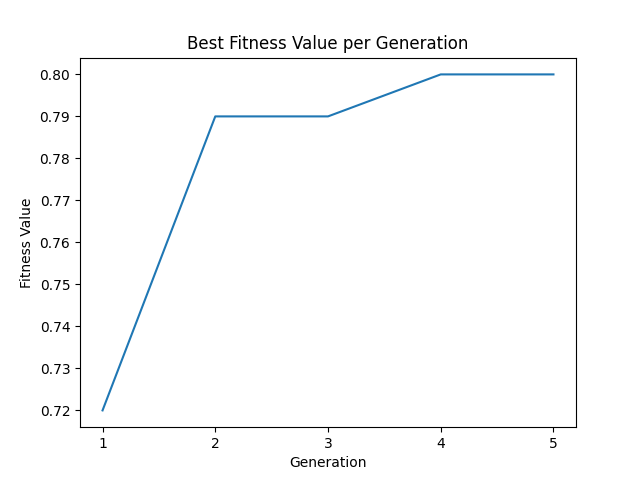 Best Fitness Value per Generation
Fitness Value
0.80
0.79
0.78
0.77
0.76
0.75
0.74
0.73
0.72
1 2 3 4 5
Generation